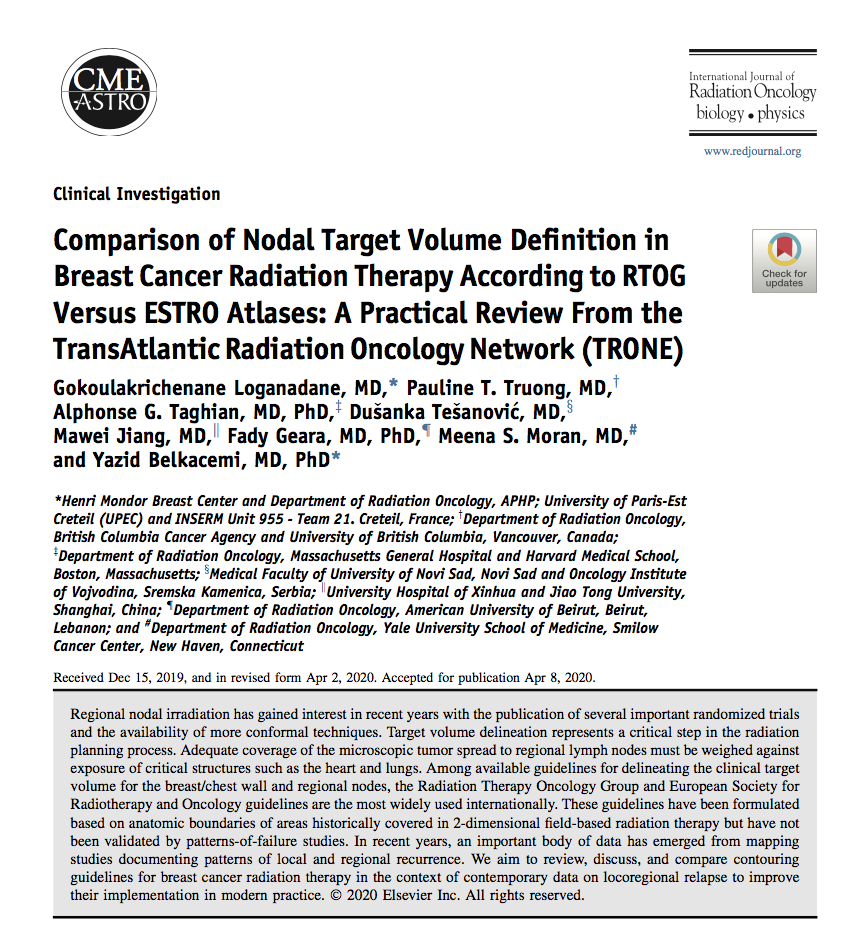 CME
ASTRO
International Journal of
Radiation Oncology
biology • physics
www.redjournal.org
Clinical Investigation
Comparison of Nodal Target Volume Definition in
Breast Cancer Radiation Therapy According to RTOG
Versus ESTRO Atlases: A Practical Review From the
TransAtlantic Radiation Oncology Network (TRONE)
Check for
updates
Gokoulakrichenane Loganadane, MD,* Pauline T. Truong, MD,†
Alphonse G. Taghian, MD, PhD,‡ Dušanka Tešanović, MD,§
Mawei Jiang, MD,‖ Fady Geara, MD, PhD,¶ Meena S. Moran, MD,#
and Yazid Belkacemi, MD, PhD*
*Henri Mondor Breast Center and Department of Radiation Oncology, APHP; University of Paris-Est
Creteil (UPEC) and INSERM Unit 955 - Team 21. Creteil, France; †Department of Radiation Oncology,
British Columbia Cancer Agency and University of British Columbia, Vancouver, Canada;
‡Department of Radiation Oncology, Massachusetts General Hospital and Harvard Medical School,
Boston, Massachusetts; §Medical Faculty of University of Novi Sad, Novi Sad and Oncology Institute
of Vojvodina, Sremska Kamenica, Serbia; ‖University Hospital of Xinhua and Jiao Tong University,
Shanghai, China; ¶Department of Radiation Oncology, American University of Beirut, Beirut,
Lebanon; and #Department of Radiation Oncology, Yale University School of Medicine, Smilow
Cancer Center, New Haven, Connecticut
Received Dec 15, 2019, and in revised form Apr 2, 2020. Accepted for publication Apr 8, 2020.
Regional nodal irradiation has gained interest in recent years with the publication of several important randomized trials
and the availability of more conformal techniques. Target volume delineation represents a critical step in the radiation
planning process. Adequate coverage of the microscopic tumor spread to regional lymph nodes must be weighed against
exposure of critical structures such as the heart and lungs. Among available guidelines for delineating the clinical target
volume for the breast/chest wall and regional nodes, the Radiation Therapy Oncology Group and European Society for
Radiotherapy and Oncology guidelines are the most widely used internationally. These guidelines have been formulated
based on anatomic boundaries of areas historically covered in 2-dimensional field-based radiation therapy but have not
been validated by patterns-of-failure studies. In recent years, an important body of data has emerged from mapping
studies documenting patterns of local and regional recurrence. We aim to review, discuss, and compare contouring
guidelines for breast cancer radiation therapy in the context of contemporary data on locoregional relapse to improve
their implementation in modern practice. © 2020 Elsevier Inc. All rights reserved.